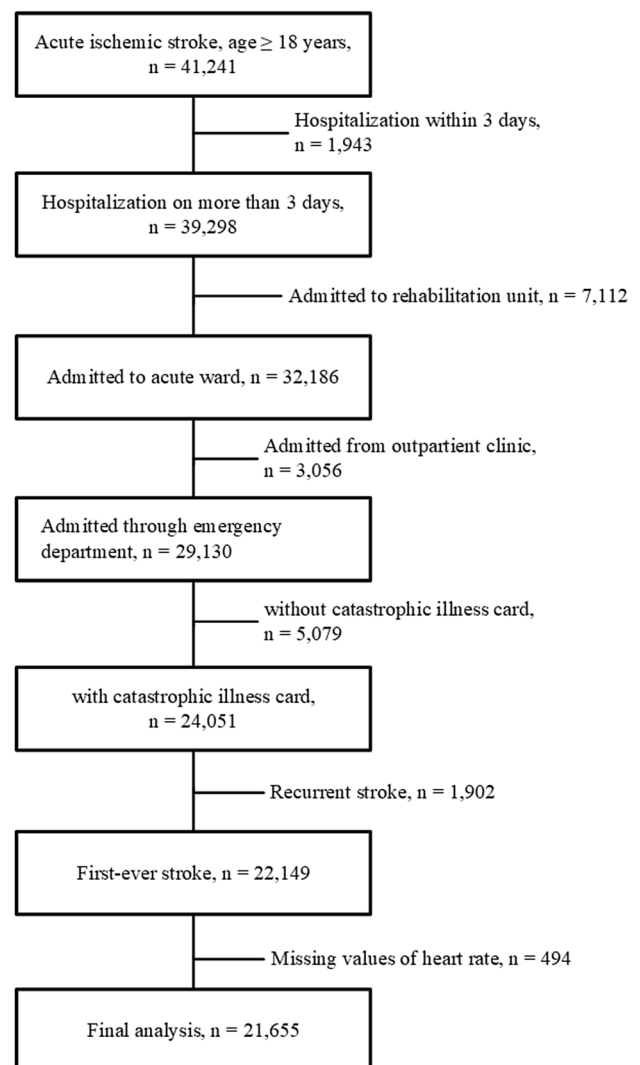 Acute ischemic stroke, age ≥ 18 years,
n = 41,241
Hospitalization within 3 days,
n = 1,943
Hospitalization on more than 3 days,
n = 39,298
Admitted to rehabilitation unit, n = 7,112
Admitted to acute ward, n = 32,186
Admitted from outpartient clinic,
n = 3,056
Admitted through emergency
department, n = 29,130
without catastrophic illness card,
n = 5,079
with catastrophic illness card,
n = 24,051
Recurrent stroke, n = 1,902
First-ever stroke, n = 22,149
Missing values of heart rate, n = 494
Final analysis, n = 21,655